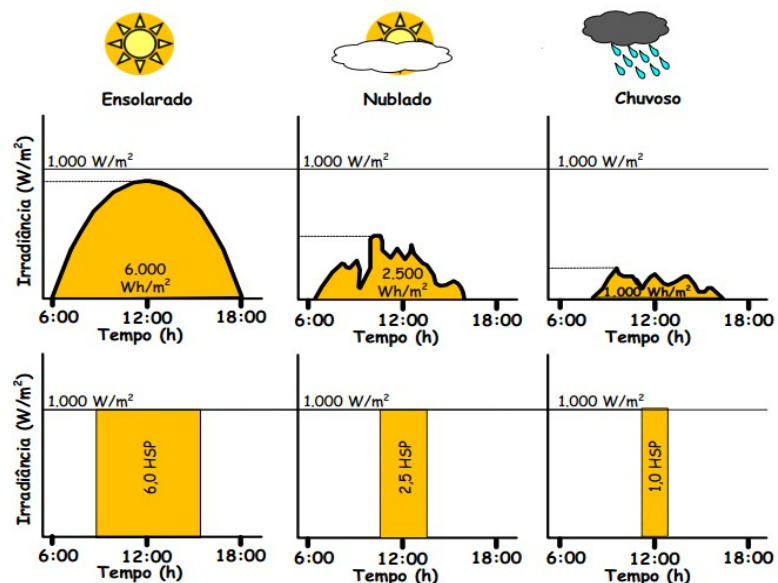 Ensolarado
Nublado
Chuvoso
Irradiância (W/m²)
1.000 W/m²
1.000 W/m²
1.000 W/m²
6.000
Wh/m²
2.500
Wh/m²
1.000 Wh/m²
6:00 12:00 18:00
Tempo (h)
6:00 12:00 18:00
Tempo (h)
6:00 12:00 18:00
Tempo (h)
Irradiância (W/m²)
1.000 W/m²
1.000 W/m²
1.000 W/m²
6,0 HSP
2,5 HSP
1,0 HSP
6:00 12:00 18:00
Tempo (h)
6:00 12:00 18:00
Tempo (h)
6:00 12:00 18:00
Tempo (h)